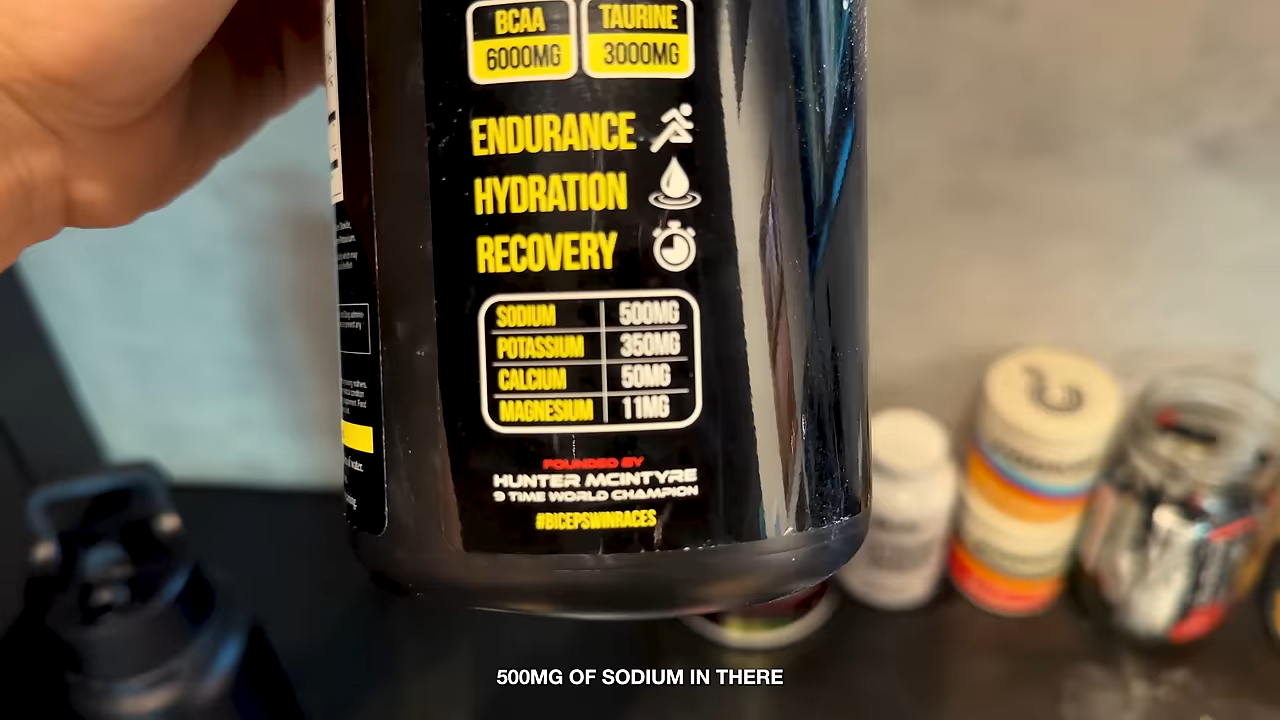 BCAA
6000MG
TAURINE
3000MG
ENDURANCE
HYDRATION
RECOVERY
SODIUM 500MG
POTASSIUM 350MG
CALCIUM 50MG
MAGNESIUM 11MG
FOUNDED BY
HUNTER MCINTYRE
9 TIME WORLD CHAMPION
#BICEPSWINRACES
500MG OF SODIUM IN THERE